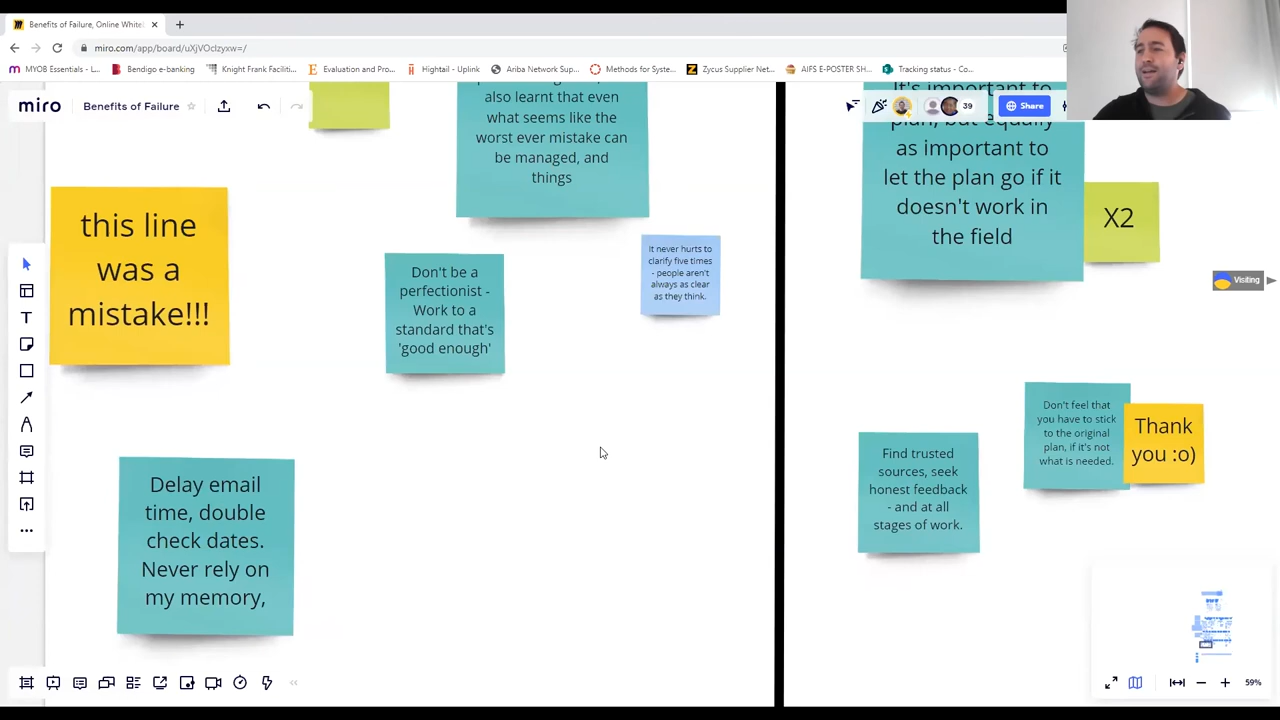 Benefits of Failure, Online White
miro.com/app/board/uXjVOclzyxw=/
MYOB Essentials - L...
Bendigo e-banking
Knight Frank Faciliti...
Evaluation and Pro...
Hightail - Uplink
Ariba Network Sup...
Methods for Syste...
Zycus Supplier Net...
AIFS E-POSTER SH...
Tracking status - Co...
miro
Benefits of Failure
39
Share
also learnt that even
what seems like the
worst ever mistake can
be managed, and
things
It's important to
plan, but equally
as important to
let the plan go if it
doesn't work in
the field
X2
this line
was a
mistake!!!
Don't be a
perfectionist -
Work to a
standard that's
'good enough'
It never hurts to
clarify five times
- people aren't
always as clear
as they think.
Visiting
Don't feel that
you have to stick
to the original
plan, if it's not
what is needed.
Thank
you :o)
Find trusted
sources, seek
honest feedback
- and at all
stages of work.
Delay email
time, double
check dates.
Never rely on
my memory,
59%